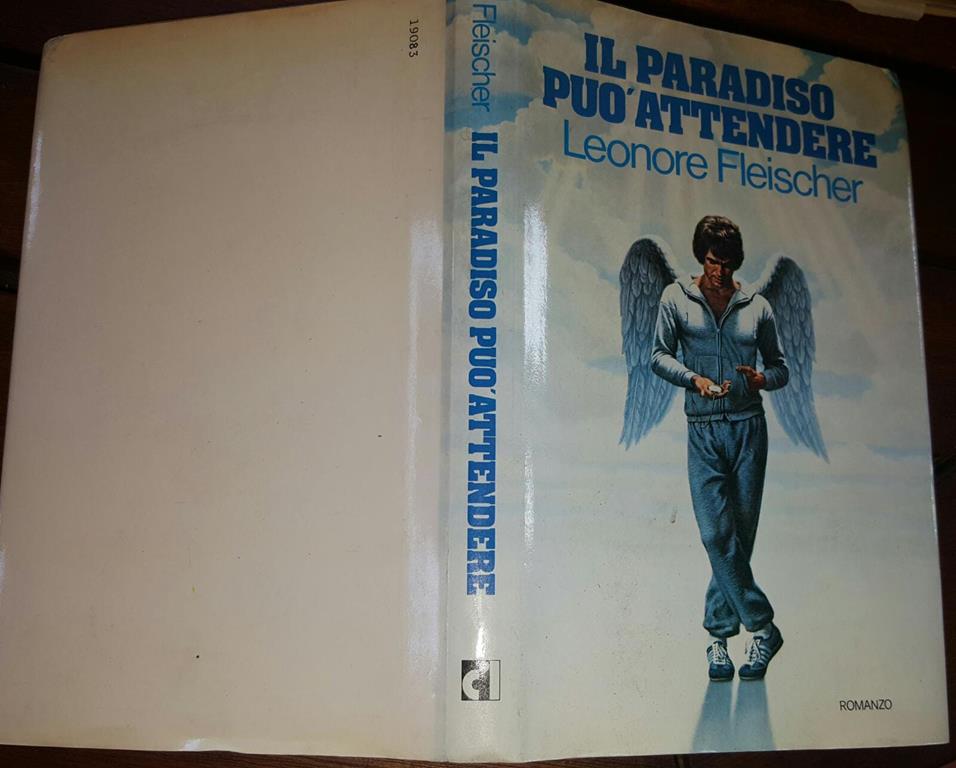 19083
Fleischer IL PARADISO PUO'ATTENDERE
IL PARADISO
PUO'ATTENDERE
Leonore Fleischer
ROMANZO